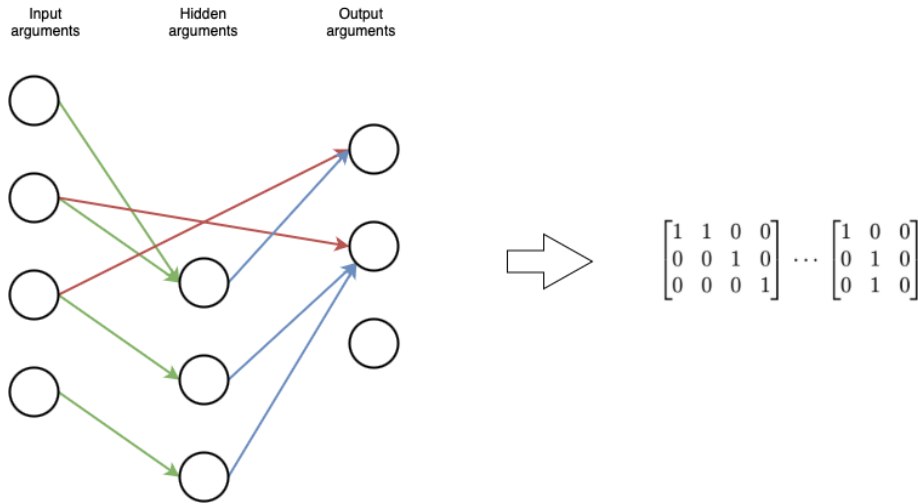 Input arguments
Hidden arguments
Output arguments
1 1 0 0
0 0 1 0
0 0 0 1
...
1 0 0
0 1 0
0 1 0